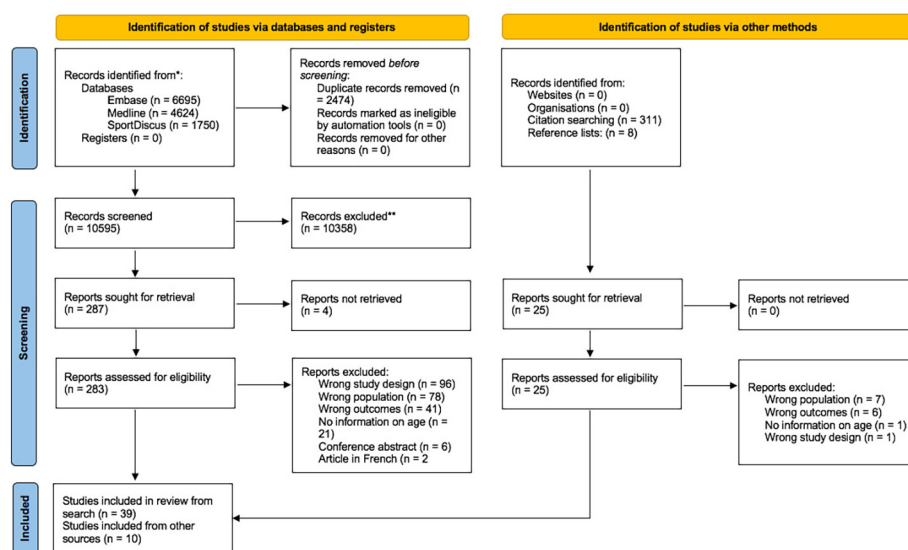 Identification of studies via databases and registers
Identification of studies via other methods
Identification
Records identified from*:
Databases
Embase (n = 6695)
Medline (n = 4624)
SportDiscus (n = 1750)
Registers (n = 0)
Records removed before
screening:
Duplicate records removed (n
= 2474)
Records marked as ineligible
by automation tools (n = 0)
Records removed for other
reasons (n = 0)
Records identified from:
Websites (n = 0)
Organisations (n = 0)
Citation searching (n = 311)
Reference lists: (n = 8)
Screening
Records screened
(n = 10595)
Records excluded**
(n = 10358)
Reports sought for retrieval
(n = 287)
Reports not retrieved
(n = 4)
Reports sought for retrieval
(n = 25)
Reports not retrieved
(n = 0)
Reports assessed for eligibility
(n = 283)
Reports excluded:
Wrong study design (n = 96)
Wrong population (n = 78)
Wrong outcomes (n = 41)
No information on age (n =
21)
Conference abstract (n = 6)
Article in French (n = 2
Reports assessed for eligibility
(n = 25)
Reports excluded:
Wrong population (n = 7)
Wrong outcomes (n = 6)
No information on age (n = 1)
Wrong study design (n = 1)
Included
Studies included in review from
search (n = 39)
Studies included from other
sources (n = 10)